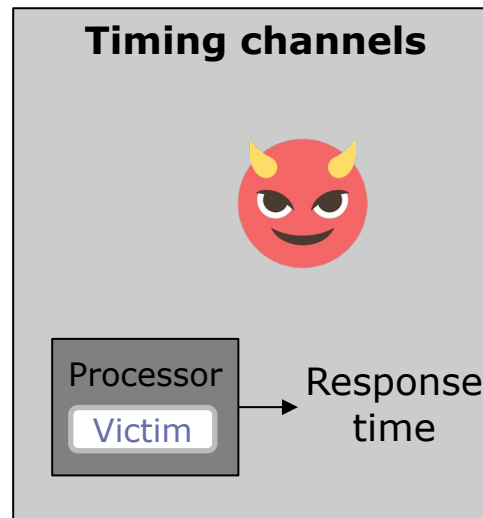 Timing channels
Processor
Victim
Response
time